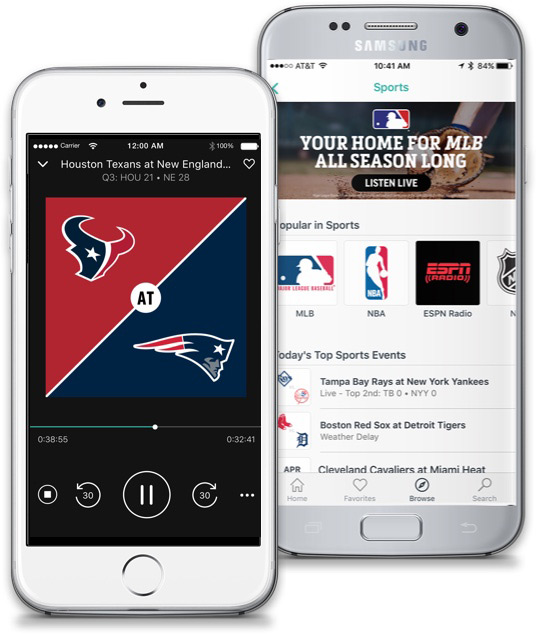 Carrier 12:00 AM 100%
Houston Texans at New England...
Q3: HOU 21 • NE 28
AT
0:38:55 0:32:41
30 30
SAMSUNG
AT&T 10:41 AM 84%
Sports
YOUR HOME FOR MLB
ALL SEASON LONG
LISTEN LIVE
opular in Sports
AJOR LEAGUE BASEBALL
NBA
ESPN
RADIO
MLB NBA ESPN Radio N
oday's Top Sports Events
Tampa Bay Rays at New York Yankees
Live - Top 2nd: TB 0 • NYY 0
Boston Red Sox at Detroit Tigers
Weather Delay
APR Cleveland Cavaliers at Miami Heat
Home Favorites Browse Search